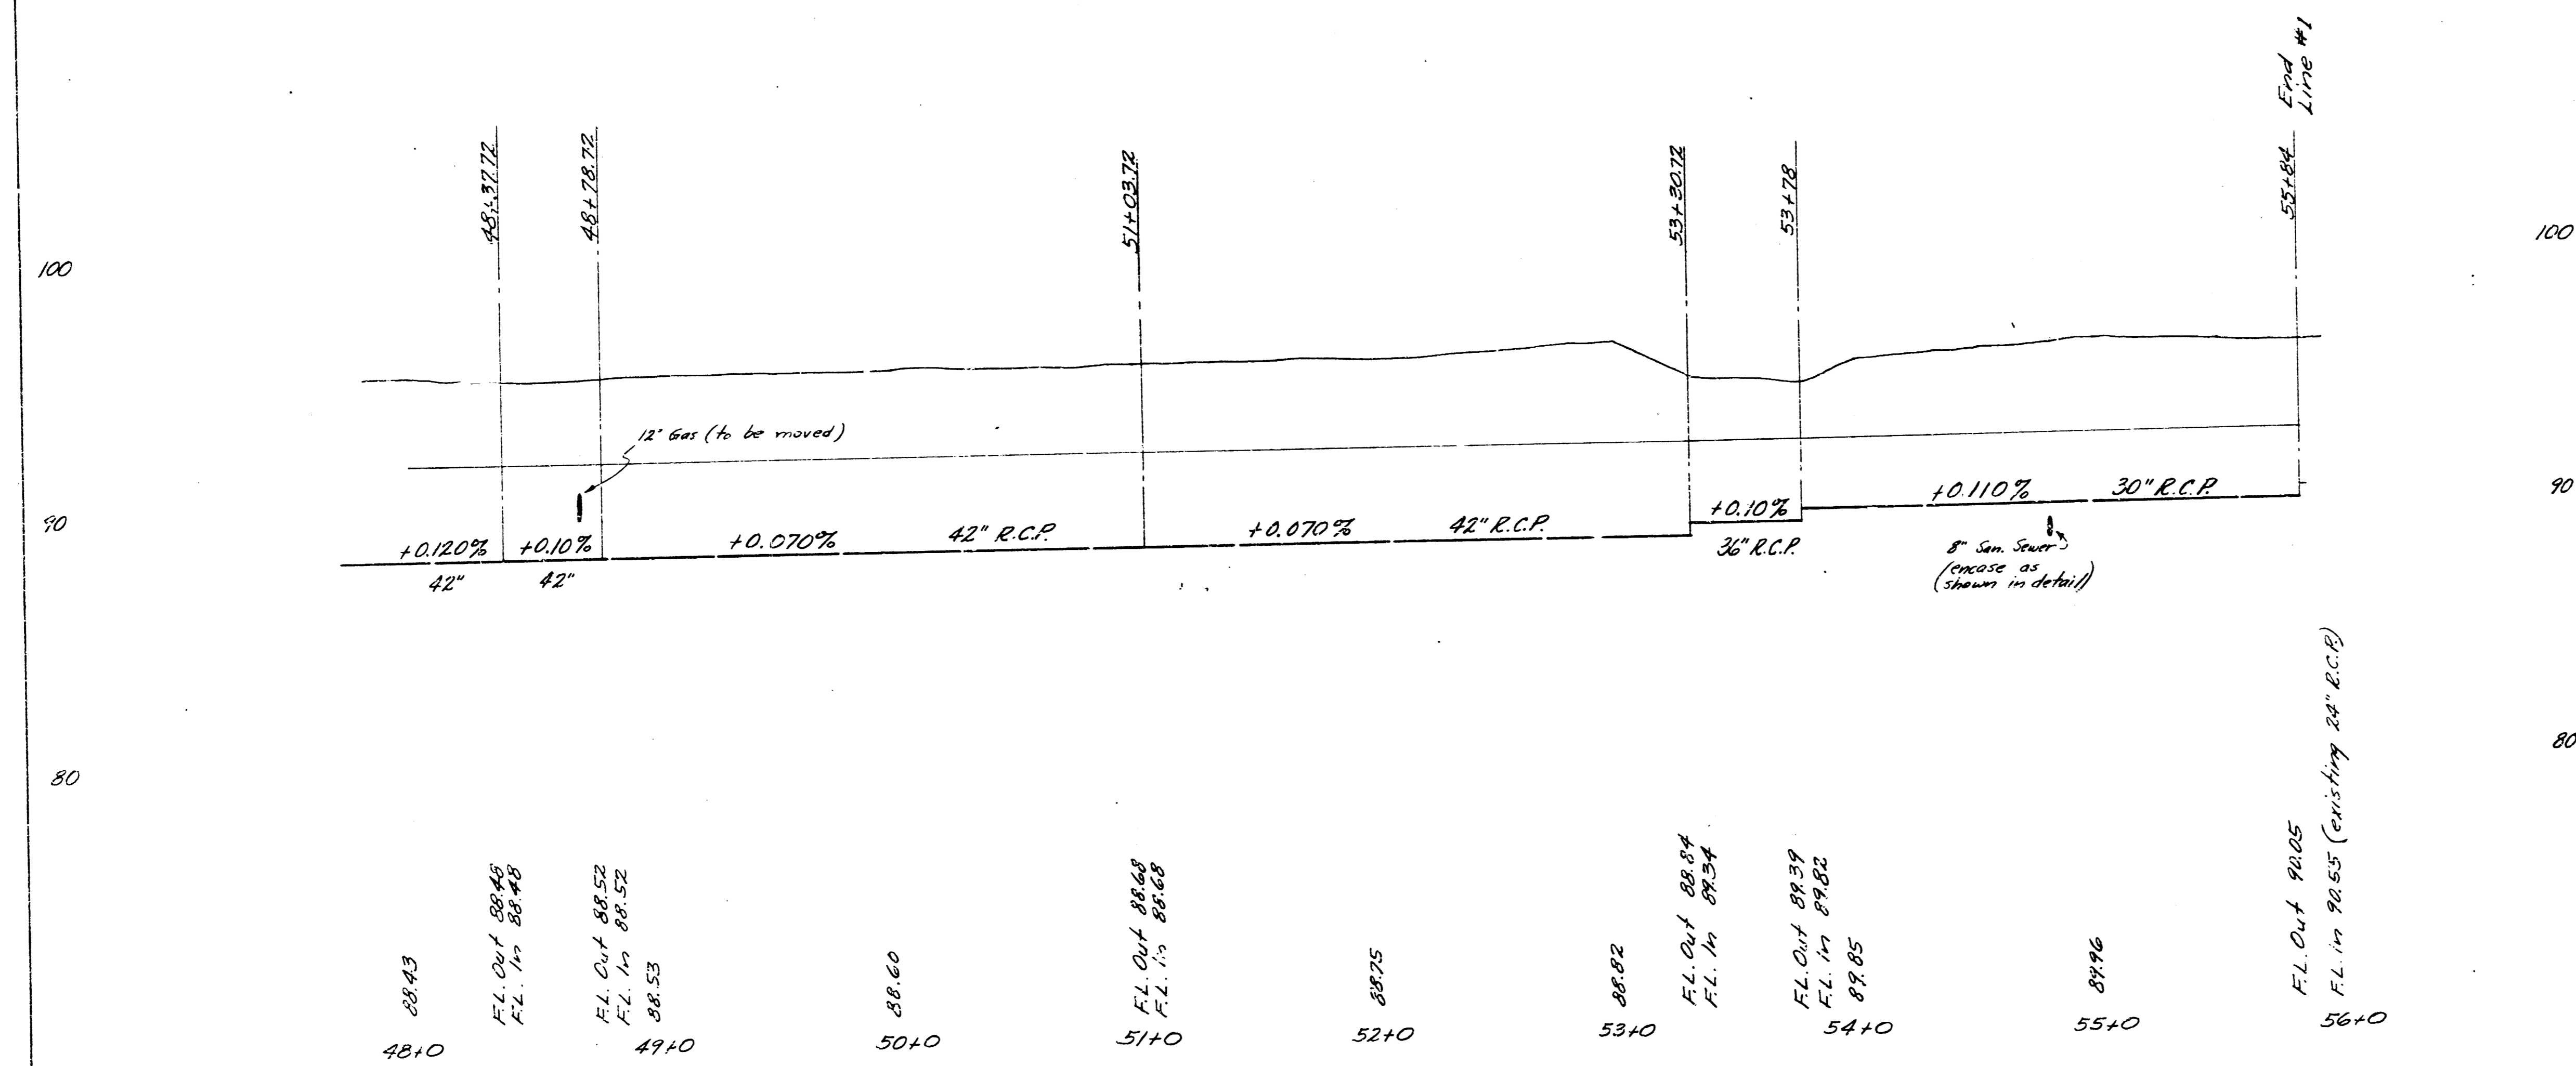 End
Line #1
48+37.72
48+78.72
51+03.72
53+30.72
53+78
55+84
100
100
12" Gas (to be moved)
90
90
+0.120%
+0.10%
+0.070%
42" R.C.P.
+0.070%
42" R.C.P.
+0.10%
+0.110%
30" R.C.P.
42"
42"
36" R.C.P.
8" San. Sewer
(encase as
(shown in detail)
80
80
88.43
F.L. Out 88.48
F.L. In 88.48
F.L. Out 88.52
F.L. In 88.52
88.53
88.60
F.L. Out 88.68
F.L. In 88.68
88.75
88.82
F.L. Out 88.84
F.L. In 89.34
F.L. Out 89.39
F.L. in 89.82
89.85
89.96
F.L. Out 90.05
F.L. in 90.55 (existing 24" R.C.P.)
48+0
49+0
50+0
51+0
52+0
53+0
54+0
55+0
56+0